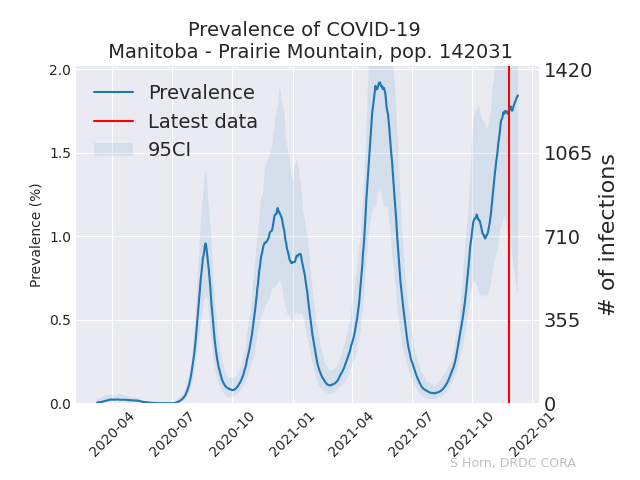 Prevalence of COVID-19
Manitoba - Prairie Mountain, pop. 142031
Prevalence
Latest data
95CI
Prevalence (%)
2.0
1.5
1.0
0.5
0.0
1420
1065
710
355
0
# of infections
2020-04
2020-07
2020-10
2021-01
2021-04
2021-07
2021-10
2022-01
S Horn, DRDC CORA